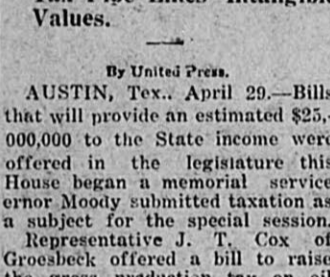 Values.
By United Press.
AUSTIN, Tex.. April 29.—Bills
that will provide an estimated $25,-
000,000 to the State income were
offered in the legislature this
House began a memorial service
ernor Moody submitted taxation as
a subject for the special session.
Representative J. T. Cox of
Groesbeck offered a bill to raise